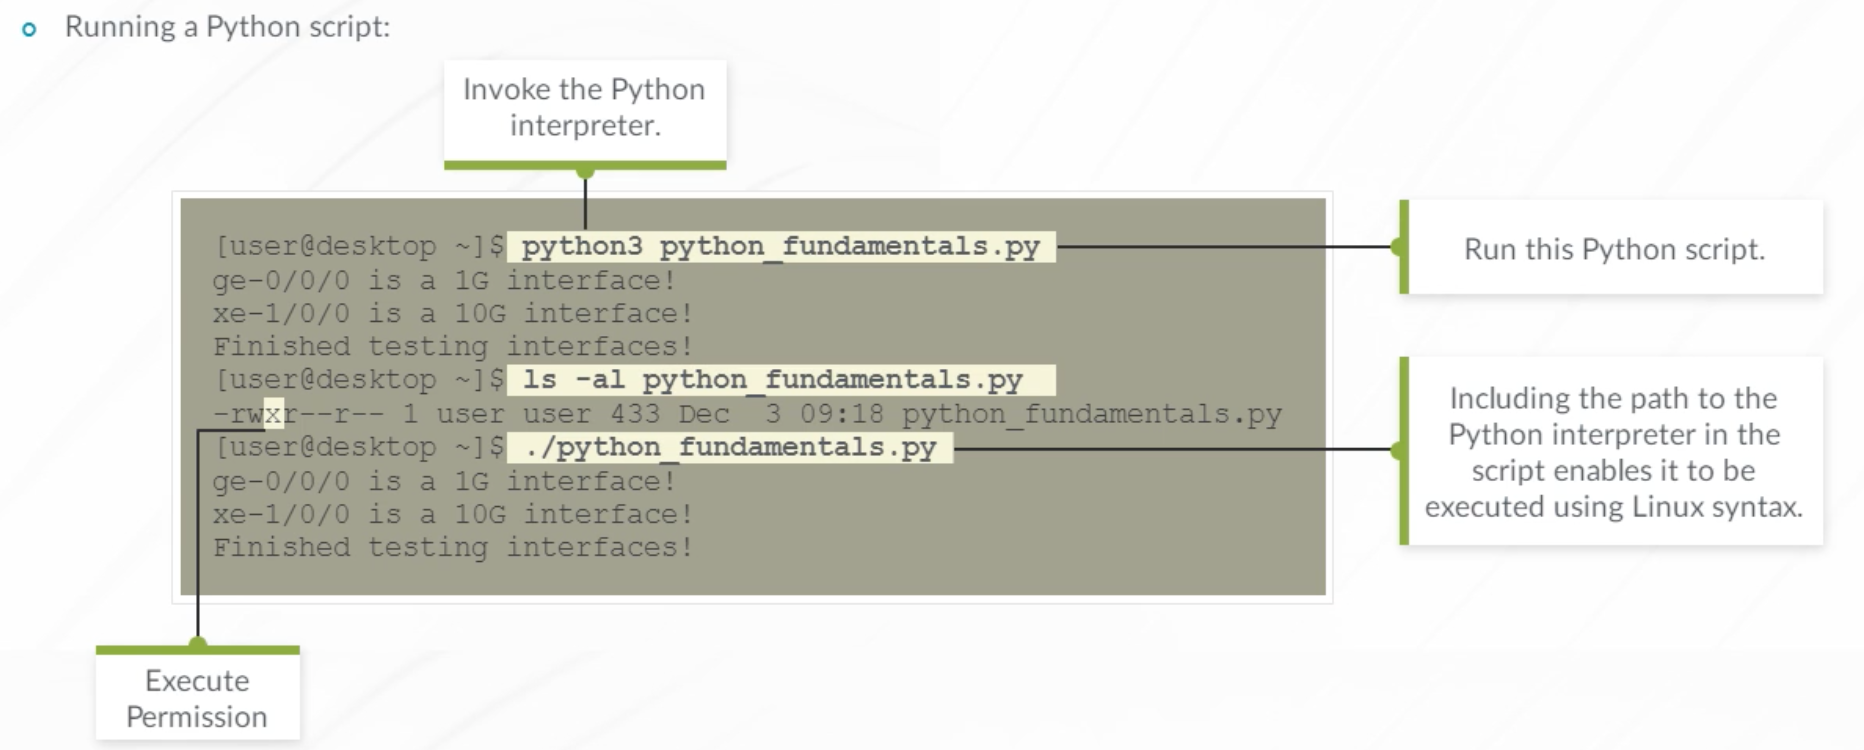 Running a Python script:
Invoke the Python
interpreter.
[user@desktop ~]$ python3 python_fundamentals.py
Run this Python script.
ge-0/0/0 is a 1G interface!
xe-1/0/0 is a 10G interface!
Finished testing interfaces!
[user@desktop ~]$ ls -al python_fundamentals.py
-rwxr--r-- 1 user user 433 Dec  3 09:18 python_fundamentals.py
[user@desktop ~]$ ./python_fundamentals.py
ge-0/0/0 is a 1G interface!
xe-1/0/0 is a 10G interface!
Finished testing interfaces!
Including the path to the
Python interpreter in the
script enables it to be
executed using Linux syntax.
Execute
Permission